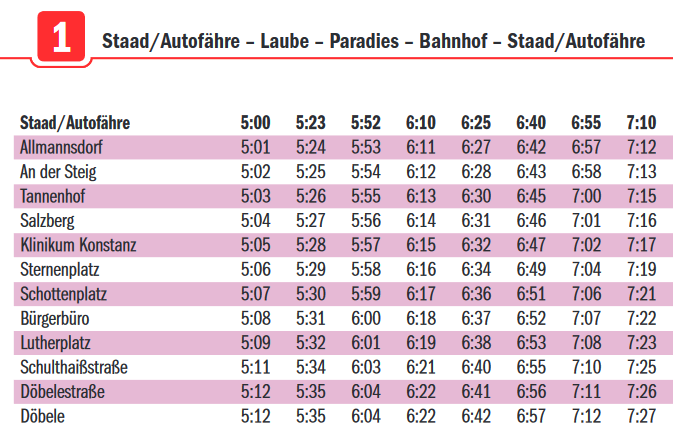 1 Staad/Autofähre – Laube – Paradies – Bahnhof – Staad/Autofähre
Staad/Autofähre 5:00 5:23 5:52 6:10 6:25 6:40 6:55 7:10
Allmannsdorf 5:01 5:24 5:53 6:11 6:27 6:42 6:57 7:12
An der Steig 5:02 5:25 5:54 6:12 6:28 6:43 6:58 7:13
Tannenhof 5:03 5:26 5:55 6:13 6:30 6:45 7:00 7:15
Salzberg 5:04 5:27 5:56 6:14 6:31 6:46 7:01 7:16
Klinikum Konstanz 5:05 5:28 5:57 6:15 6:32 6:47 7:02 7:17
Sternenplatz 5:06 5:29 5:58 6:16 6:34 6:49 7:04 7:19
Schottenplatz 5:07 5:30 5:59 6:17 6:36 6:51 7:06 7:21
Bürgerbüro 5:08 5:31 6:00 6:18 6:37 6:52 7:07 7:22
Lutherplatz 5:09 5:32 6:01 6:19 6:38 6:53 7:08 7:23
Schulthaißstraße 5:11 5:34 6:03 6:21 6:40 6:55 7:10 7:25
Döbelestraße 5:12 5:35 6:04 6:22 6:41 6:56 7:11 7:26
Döbele 5:12 5:35 6:04 6:22 6:42 6:57 7:12 7:27